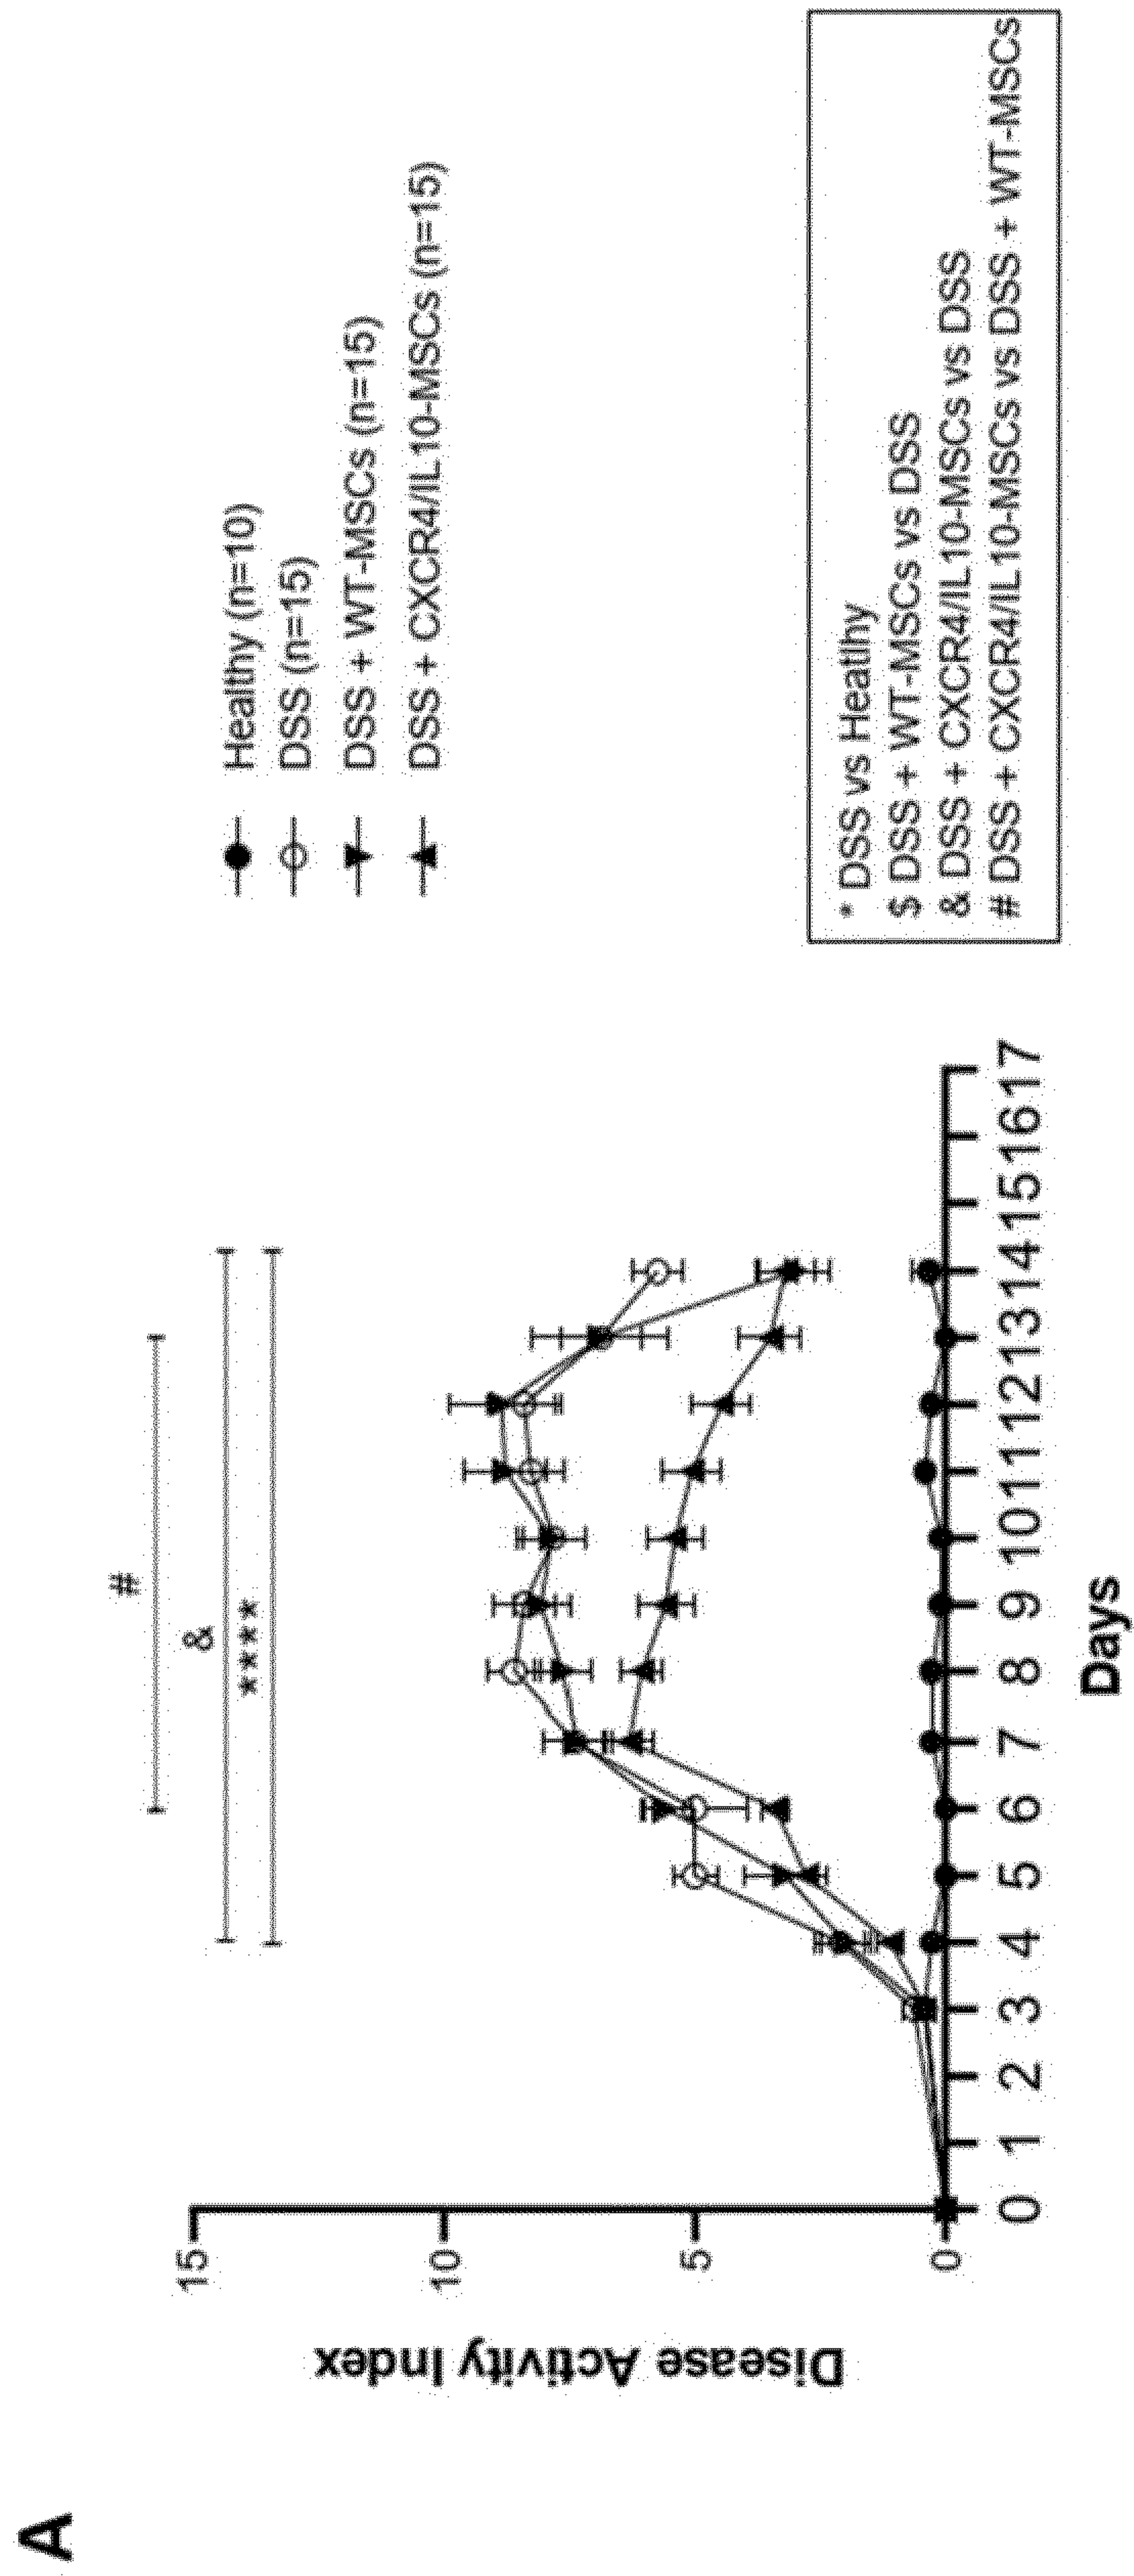 A
Disease Activity Index
15
10
5
0
#
&
****
0 1 2 3 4 5 6 7 8 9 10 11 12 13 14 15 16 17
Days
Healthy (n=10)
DSS (n=15)
DSS + WT-MSCs (n=15)
DSS + CXCR4/IL10-MSCs (n=15)
* DSS vs Heatlhy
$ DSS + WT-MSCs vs DSS
& DSS + CXCR4/IL10-MSCs vs DSS
# DSS + CXCR4/IL10-MSCs vs DSS + WT-MSCs